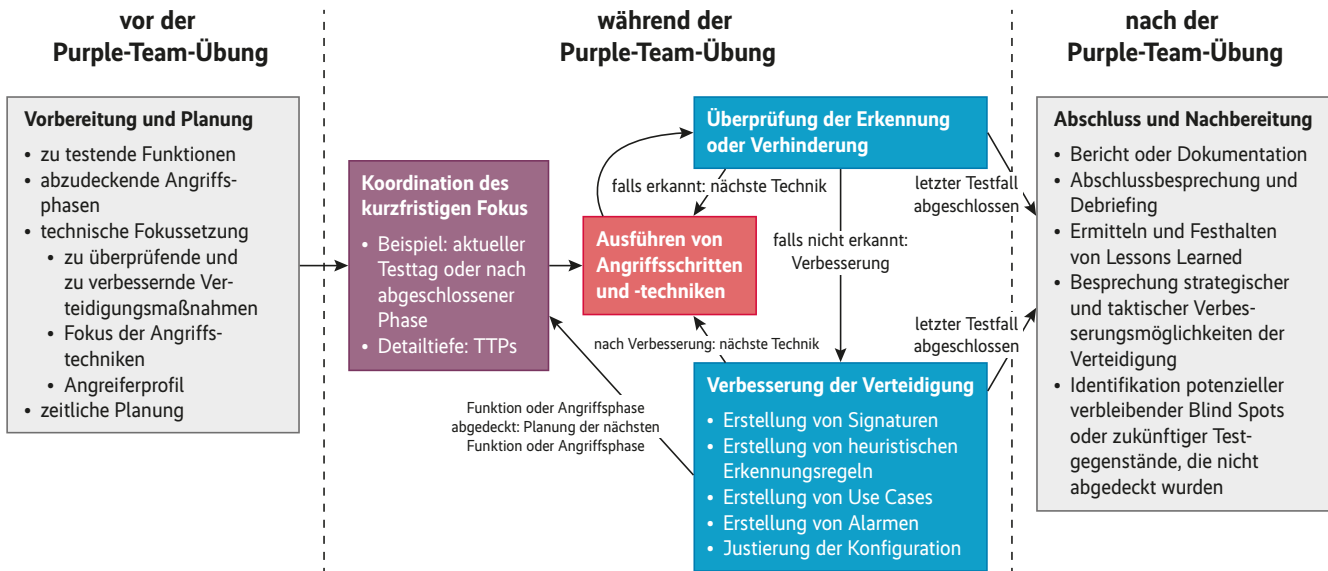 vor der
Purple-Team-Übung
während der
Purple-Team-Übung
nach der
Purple-Team-Übung
Vorbereitung und Planung
• zu testende Funktionen
• abzudeckende Angriffs-
phasen
• technische Fokussetzung
• zu überprüfende und
zu verbessernde Ver-
teidigungsmaßnahmen
• Fokus der Angriffs-
techniken
• Angreiferprofil
• zeitliche Planung
Koordination des
kurzfristigen Fokus
• Beispiel: aktueller
Testtag oder nach
abgeschlossener
Phase
• Detailtiefe: TTPs
Ausführen von
Angriffsschritten
und -techniken
Überprüfung der Erkennung
oder Verhinderung
falls erkannt: nächste Technik
falls nicht erkannt:
Verbesserung
nach Verbesserung: nächste Technik
Funktion oder Angriffsphase
abgedeckt: Planung der nächsten
Funktion oder Angriffsphase
Verbesserung der Verteidigung
• Erstellung von Signaturen
• Erstellung von heuristischen
Erkennungsregeln
• Erstellung von Use Cases
• Erstellung von Alarmen
• Justierung der Konfiguration
letzter Testfall
abgeschlossen
letzter Testfall
abgeschlossen
Abschluss und Nachbereitung
• Bericht oder Dokumentation
• Abschlussbesprechung und
Debriefing
• Ermitteln und Festhalten
von Lessons Learned
• Besprechung strategischer
und taktischer Verbes-
serungsmöglichkeiten der
Verteidigung
• Identifikation potenzieller
verbleibender Blind Spots
oder zukünftiger Test-
gegenstände, die nicht
abgedeckt wurden